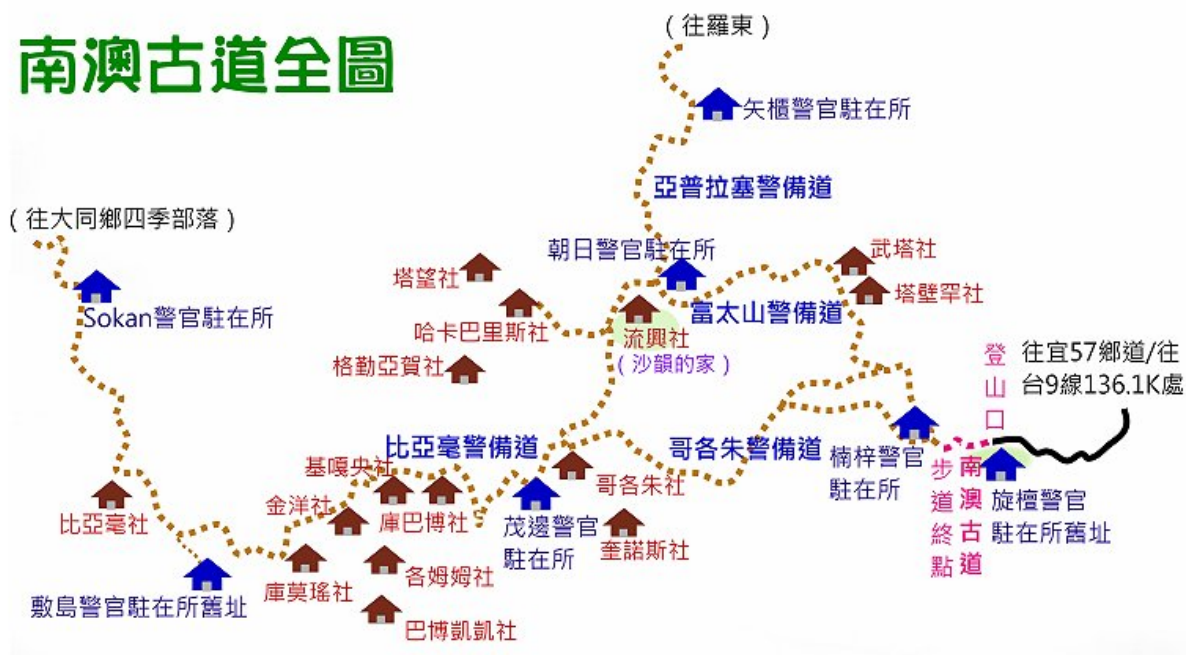 南澳古道全圖
（往羅東）
矢櫃警官駐在所
亞普拉塞警備道
（往大同鄉四季部落）
Sokan警官駐在所
朝日警官駐在所
武塔社
塔壁罕社
塔望社
哈卡巴里斯社
格勒亞賀社
流興社
（沙韻的家）
富太山警備道
登山口
往宜57鄉道/往
台9線136.1K處
比亞毫警備道
哥各朱警備道
楠梓警官
駐在所
南澳古道
步道終點
旋檀警官
駐在所舊址
基嘎央社
金洋社
庫巴博社
哥各朱社
茂邊警官
駐在所
奎諾斯社
比亞毫社
敷島警官駐在所舊址
庫莫瑤社
各姆姆社
巴博凱凱社